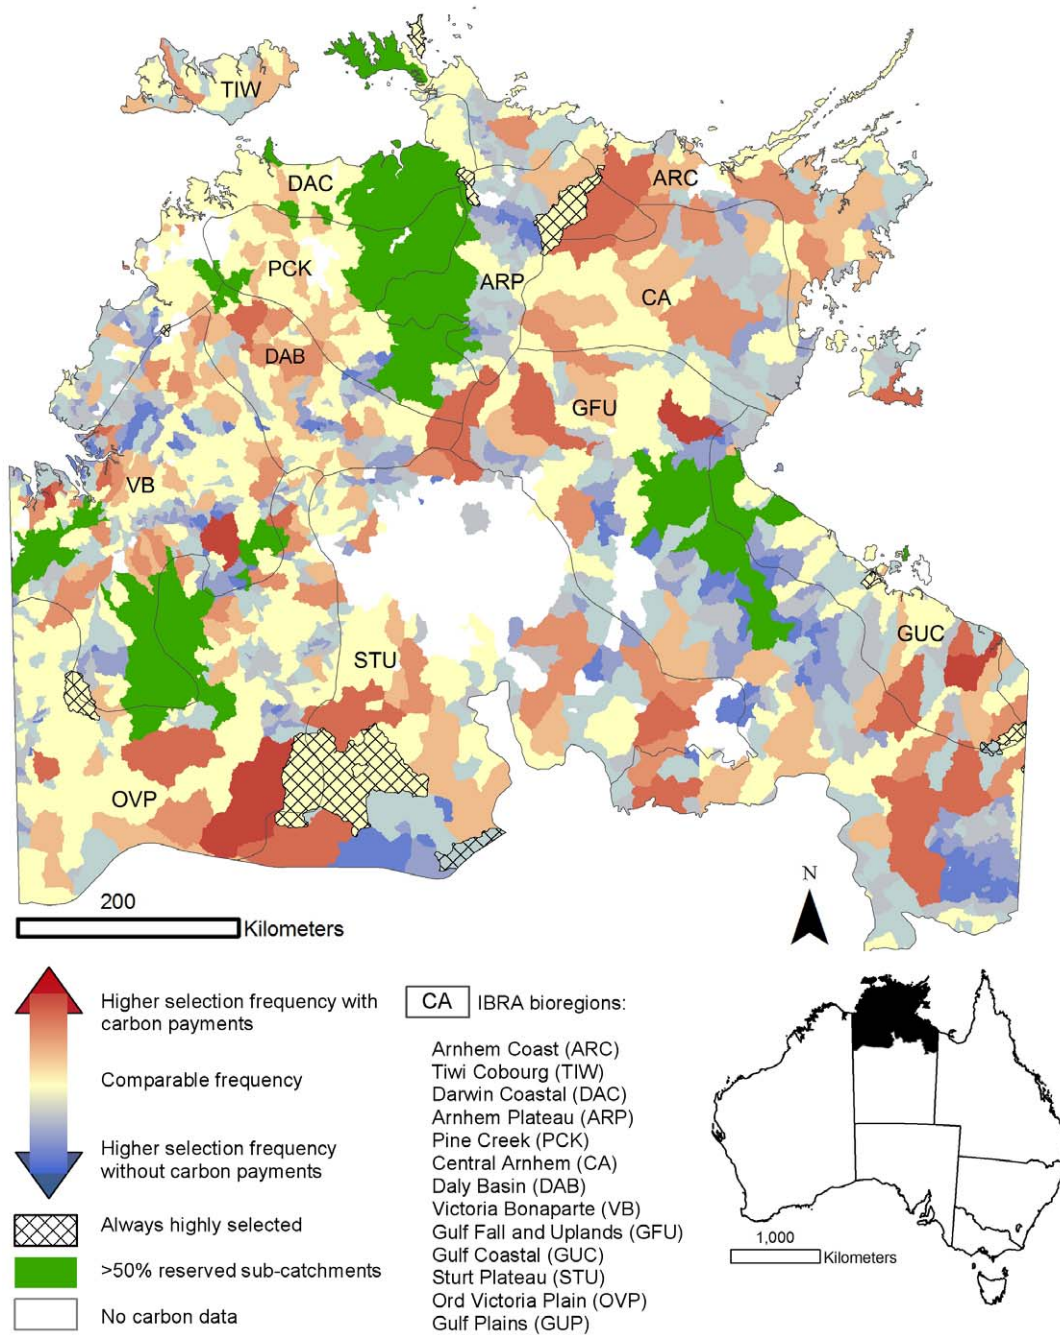 TIW
DAC
ARC
PCK
ARP
CA
DAB
GFU
VB
GUC
STU
OVP
200
Kilometers
N
Higher selection frequency with
carbon payments
Comparable frequency
Higher selection frequency
without carbon payments
Always highly selected
>50% reserved sub-catchments
No carbon data
CA IBRA bioregions:
Arnhem Coast (ARC)
Tiwi Cobourg (TIW)
Darwin Coastal (DAC)
Arnhem Plateau (ARP)
Pine Creek (PCK)
Central Arnhem (CA)
Daly Basin (DAB)
Victoria Bonaparte (VB)
Gulf Fall and Uplands (GFU)
Gulf Coastal (GUC)
Sturt Plateau (STU)
Ord Victoria Plain (OVP)
Gulf Plains (GUP)
1,000
Kilometers